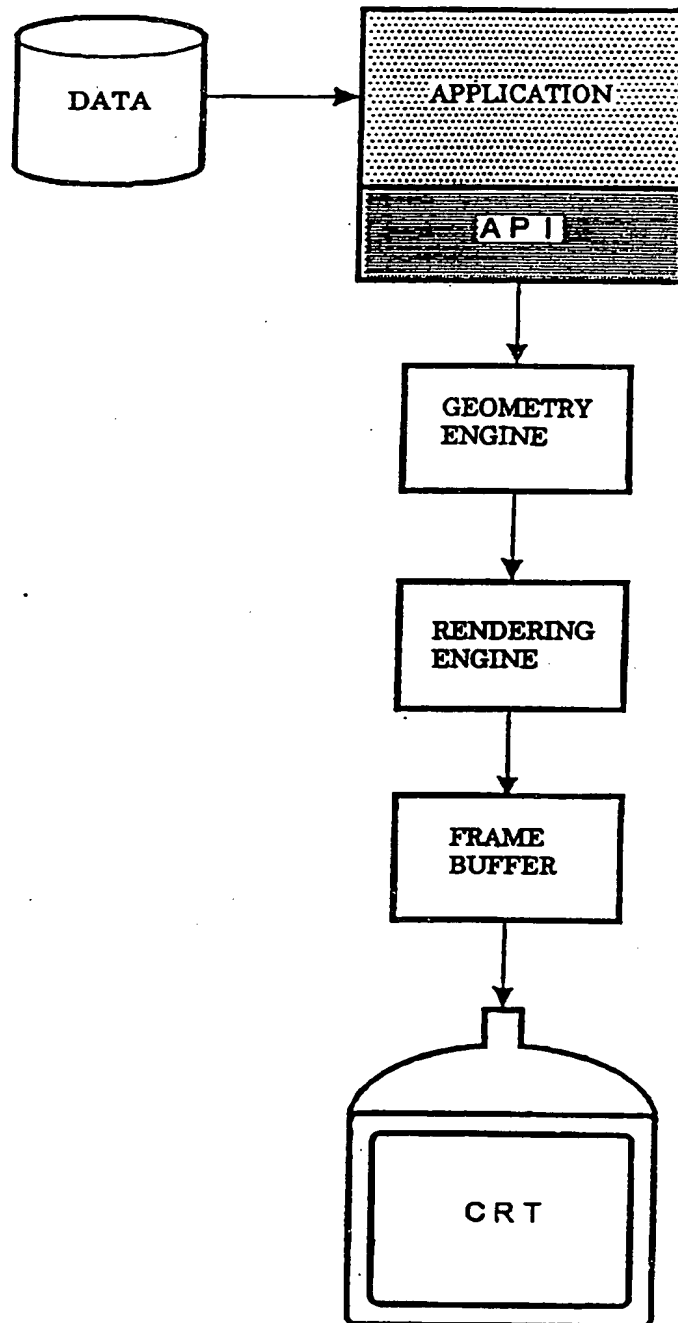 DATA
APPLICATION
API
GEOMETRY
ENGINE
RENDERING
ENGINE
FRAME
BUFFER
CRT